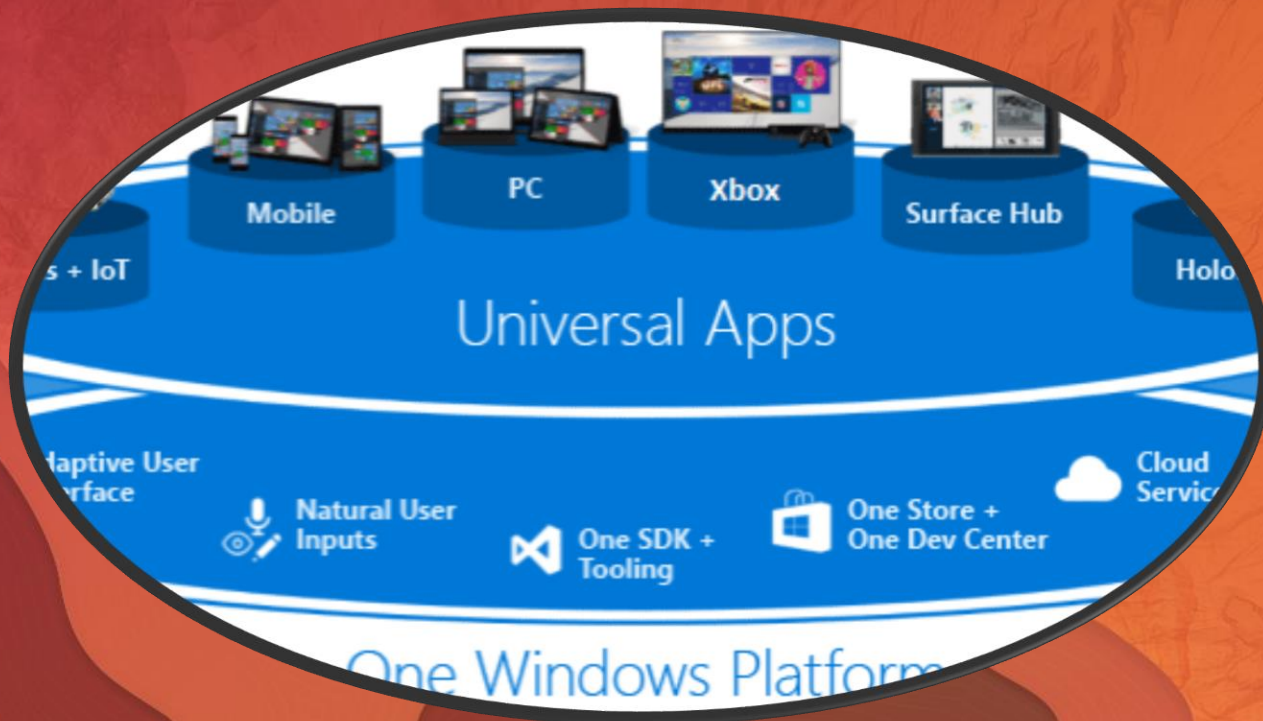 PC
Xbox
Mobile
Surface Hub
s + IoT
Holo
Universal Apps
daptive User
erface
Natural User
Inputs
One SDK +
Tooling
One Store +
One Dev Center
Cloud
Servic
One Windows Platform